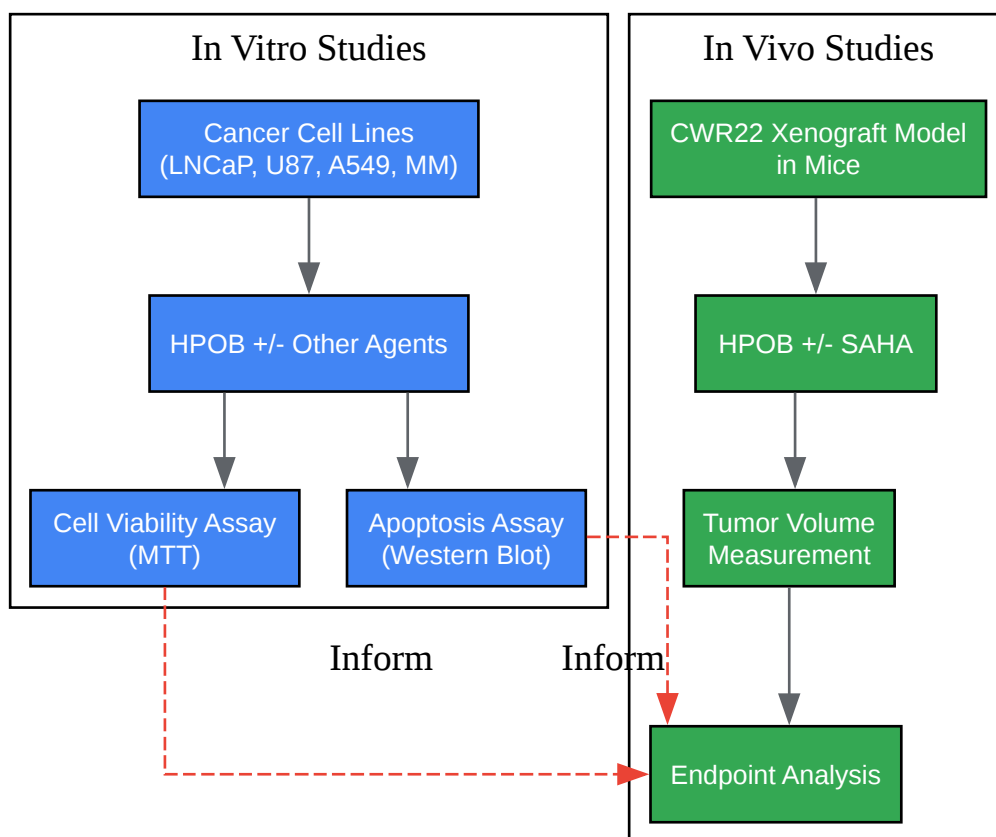 In Vitro Studies
Cancer Cell Lines
(LNCaP, U87, A549, MM)
HPOB +/- Other Agents
Cell Viability Assay
(MTT)
Apoptosis Assay
(Western Blot)
Inform
Inform
In Vivo Studies
CWR22 Xenograft Model
in Mice
HPOB +/- SAHA
Tumor Volume
Measurement
Endpoint Analysis